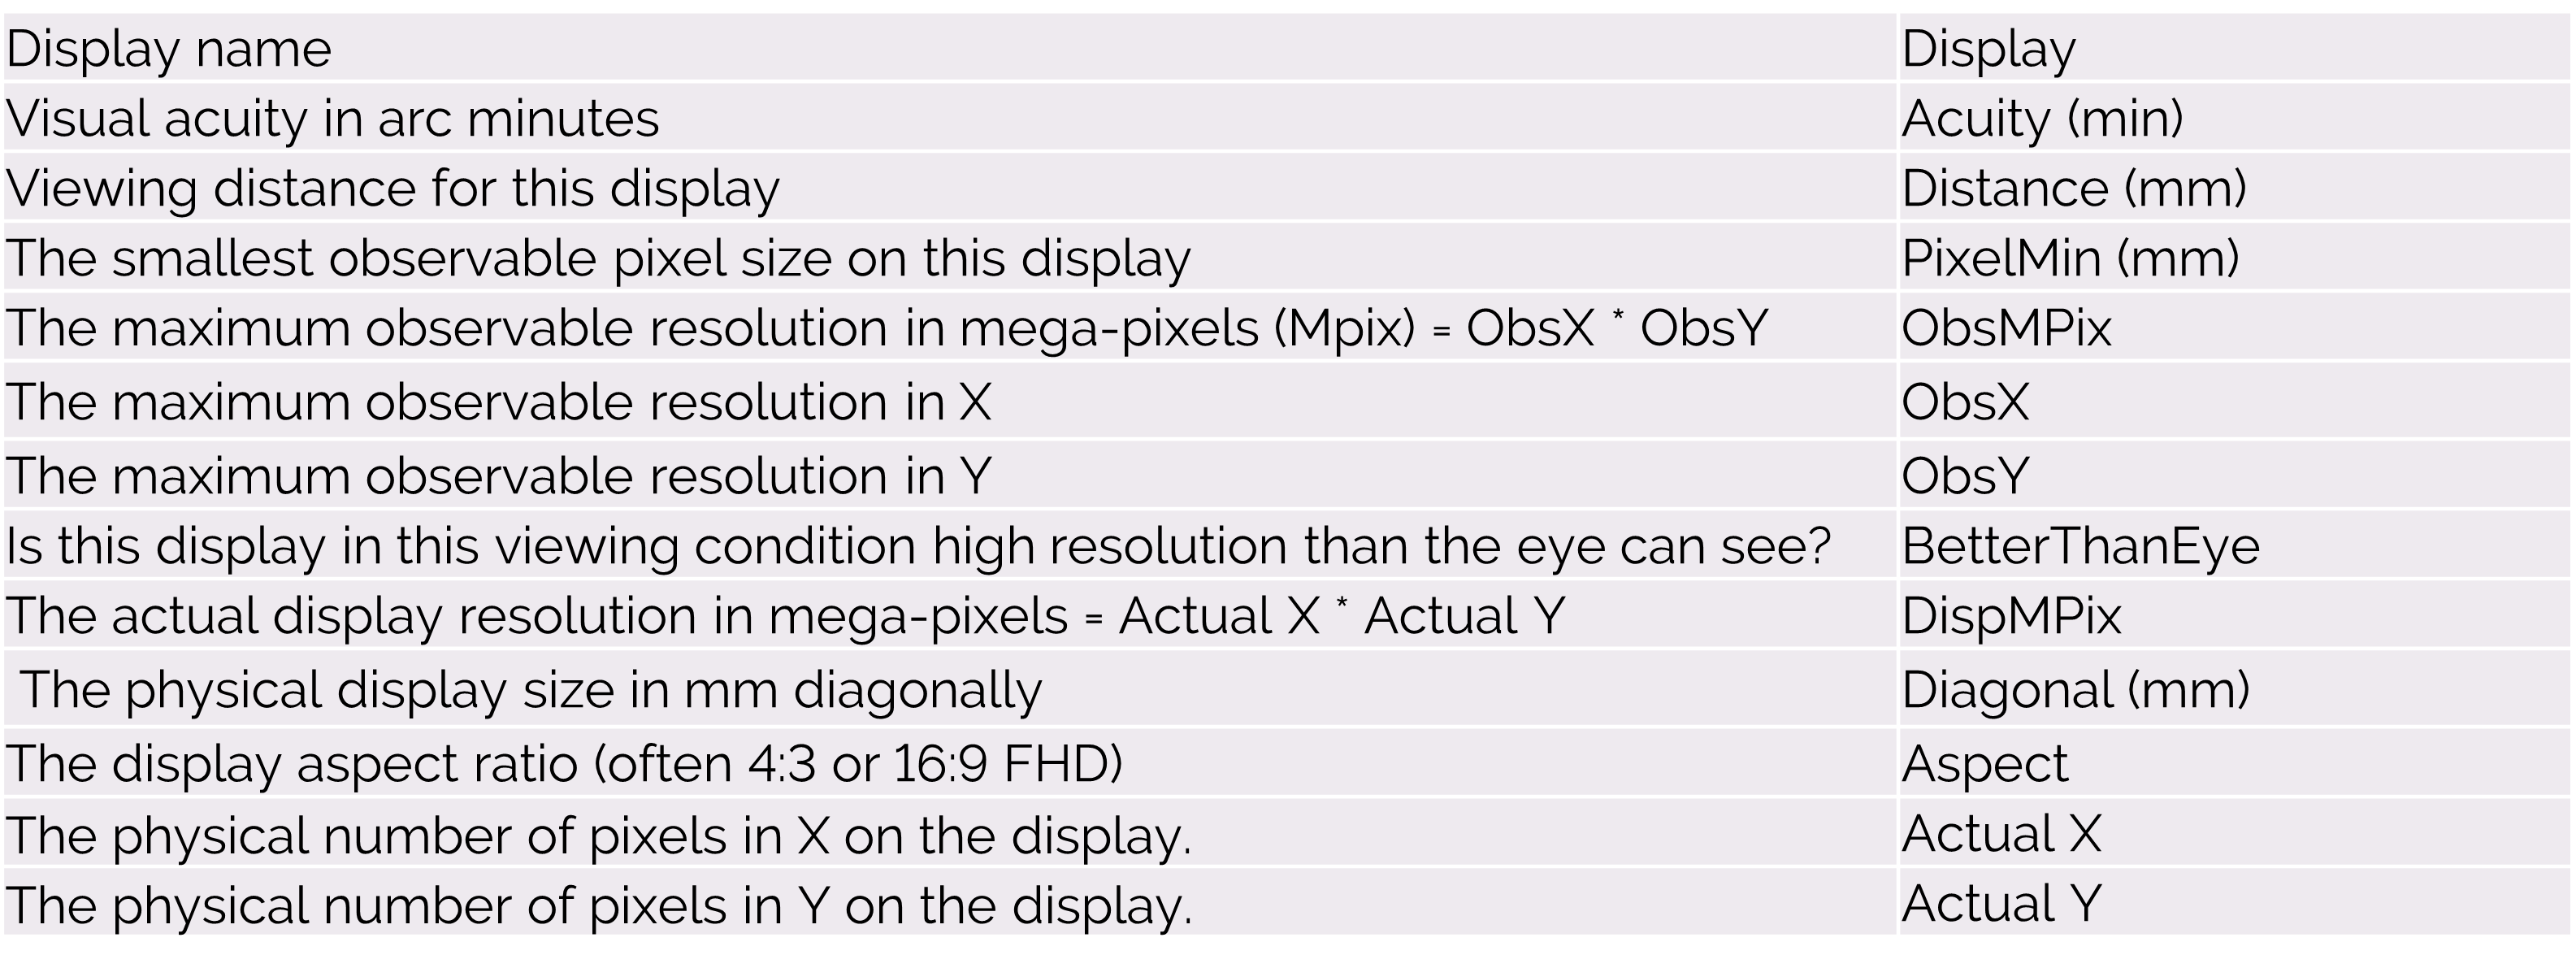 Display name Display
Visual acuity in arc minutes Acuity (min)
Viewing distance for this display Distance (mm)
The smallest observable pixel size on this display PixelMin (mm)
The maximum observable resolution in mega-pixels (Mpix) = ObsX * ObsY ObsMPix
The maximum observable resolution in X ObsX
The maximum observable resolution in Y ObsY
Is this display in this viewing condition high resolution than the eye can see? BetterThanEye
The actual display resolution in mega-pixels = Actual X * Actual Y DispMPix
The physical display size in mm diagonally Diagonal (mm)
The display aspect ratio (often 4:3 or 16:9 FHD) Aspect
The physical number of pixels in X on the display. Actual X
The physical number of pixels in Y on the display. Actual Y